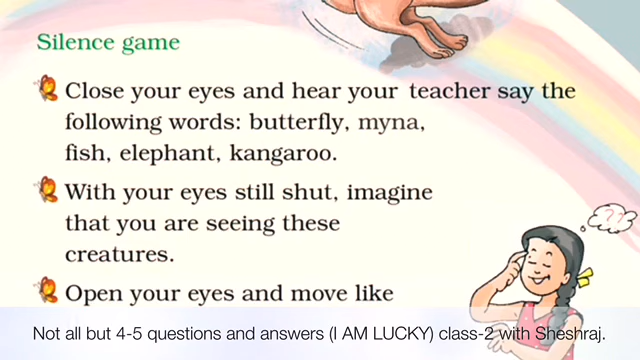 Silence game
Close your eyes and hear your teacher say the
following words: butterfly, myna,
fish, elephant, kangaroo.
With your eyes still shut, imagine
that you are seeing these
creatures.
Open your eyes and move like
??
Not all but 4-5 questions and answers (I AM LUCKY) class-2 with Sheshraj.